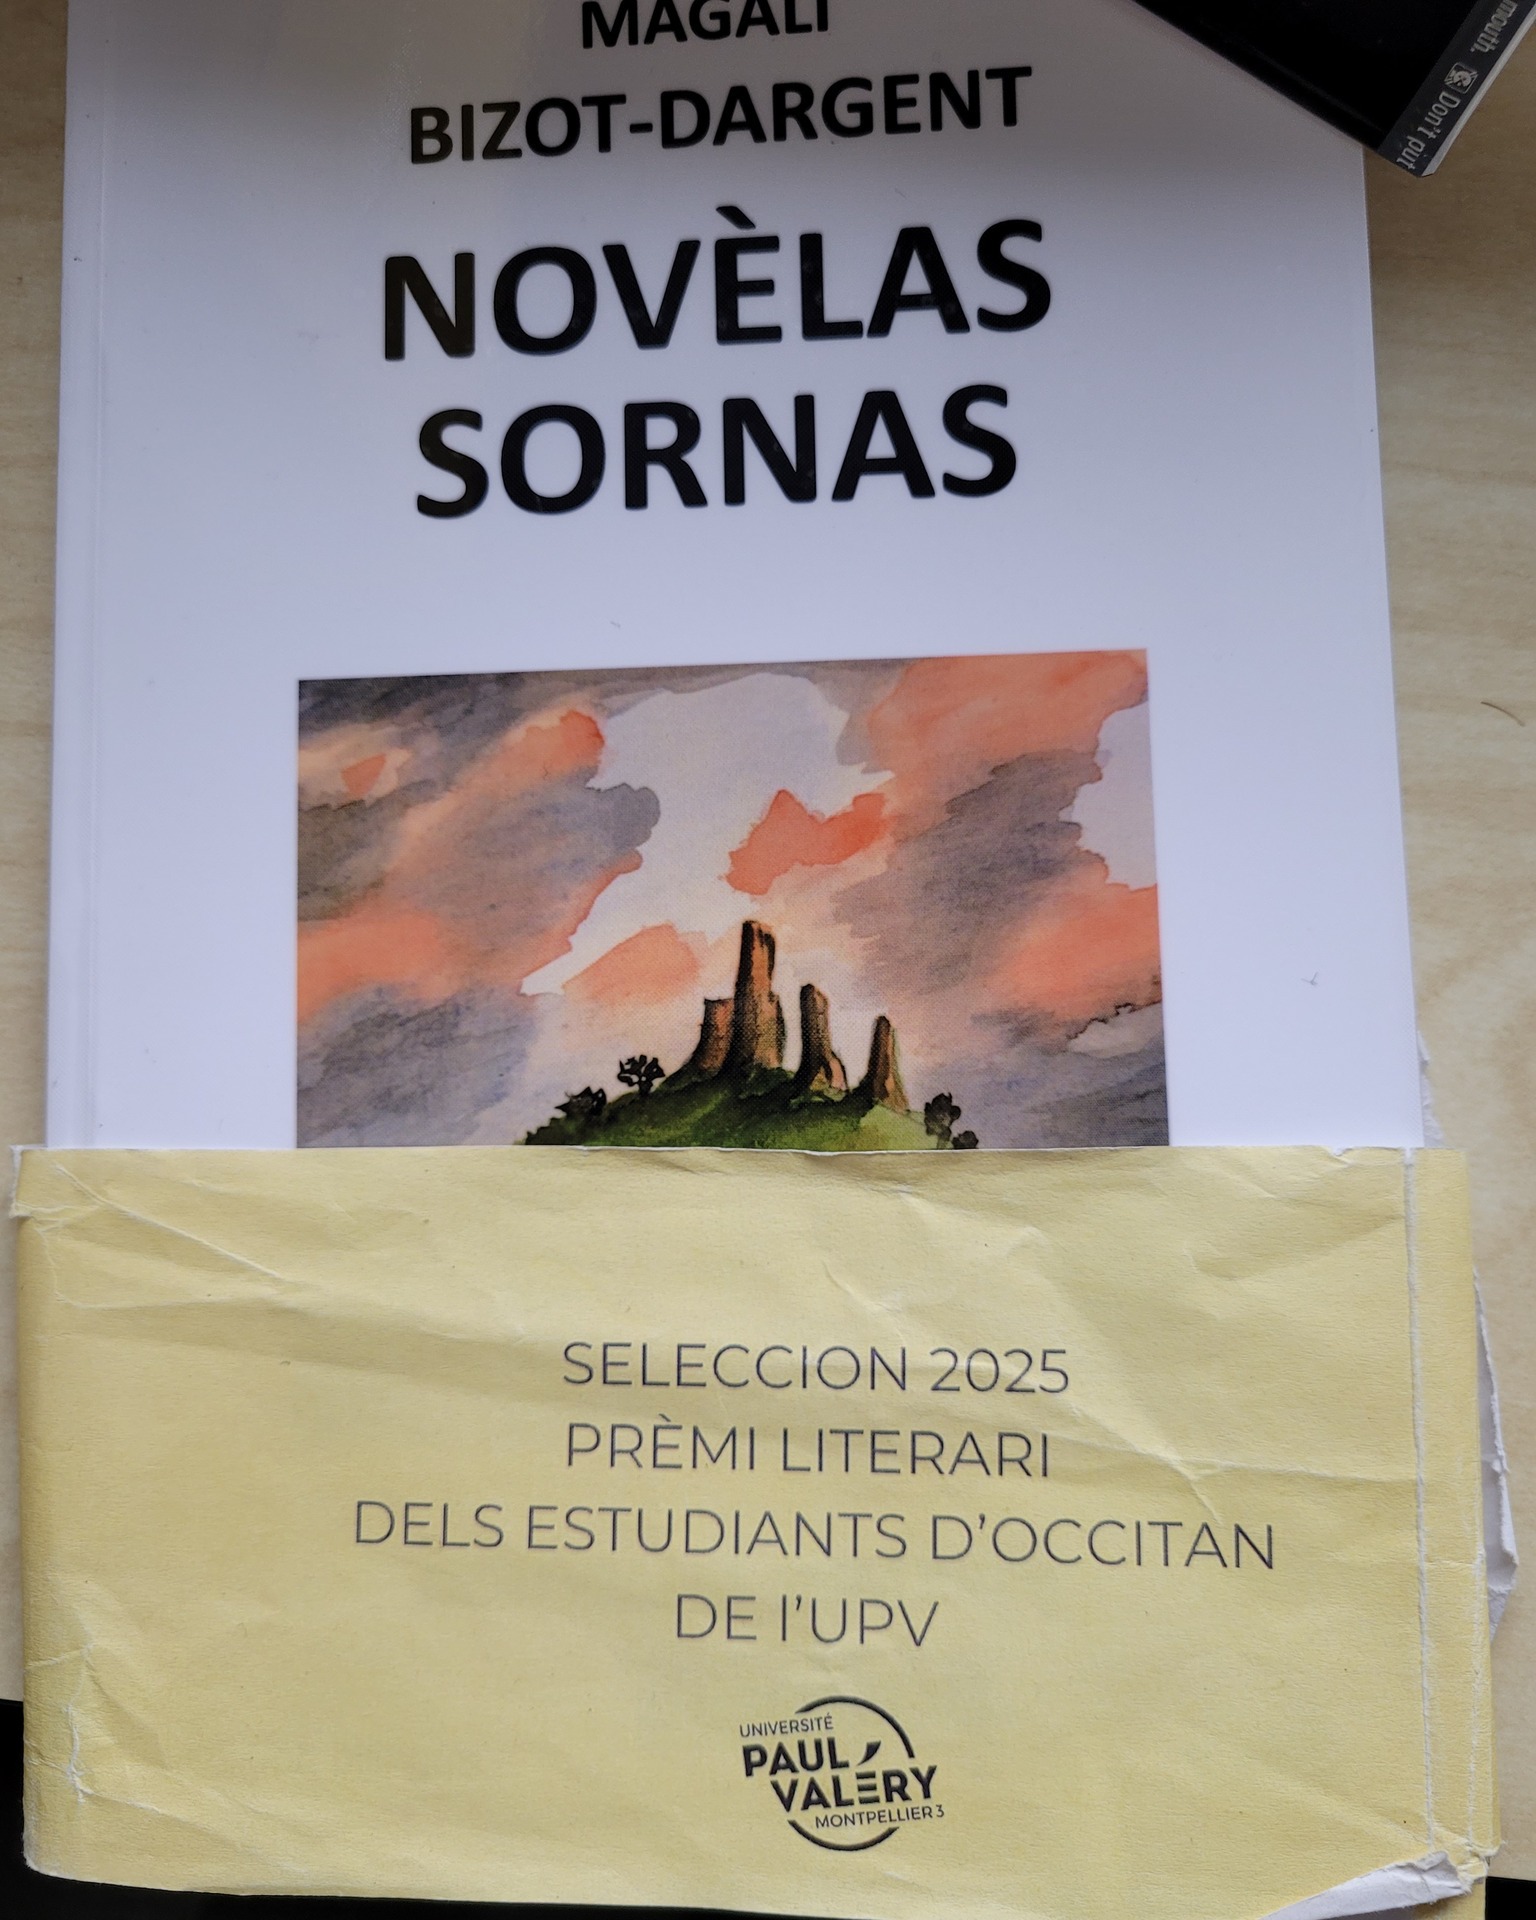 MAGALI
BIZOT-DARGENT
NOVÈLAS
SORNAS
mouth.
Don't put
SELECCION 2025
PRÈMI LITERARI
DELS ESTUDIANTS D'OCCITAN
DE l'UPV
UNIVERSITÉ
PAUL
VALÉRY
MONTPELLIER 3